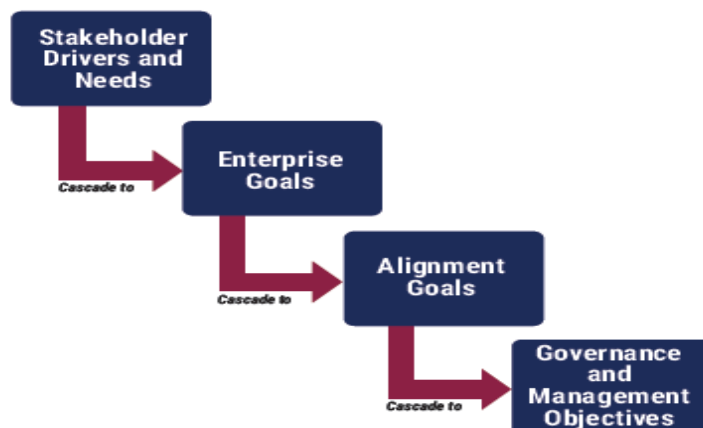 Stakeholder
Drivers and
Needs
Cascade to
Enterprise
Goals
Cascade to
Alignment
Goals
Cascade to
Governance
and
Management
Objectives